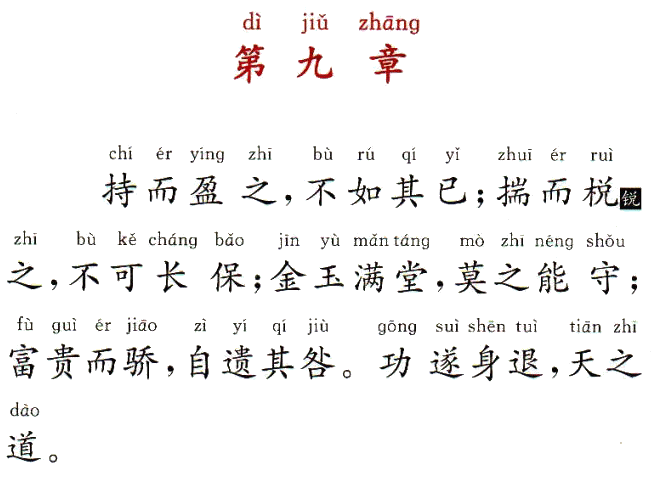 dì jiǔ zhāng
第九章
chí ér yíng zhī bù rú qí yǐ zhuī ér ruì
持而盈之，不如其已；揣而棁锐
zhī bù kě cháng bǎo jīn yù mǎn táng mò zhī néng shǒu
之，不可长保；金玉满堂，莫之能守；
fù guì ér jiāo zì yí qí jiù gōng suì shēn tuì tiān zhī
富贵而骄，自遗其咎。功遂身退，天之
dào
道。